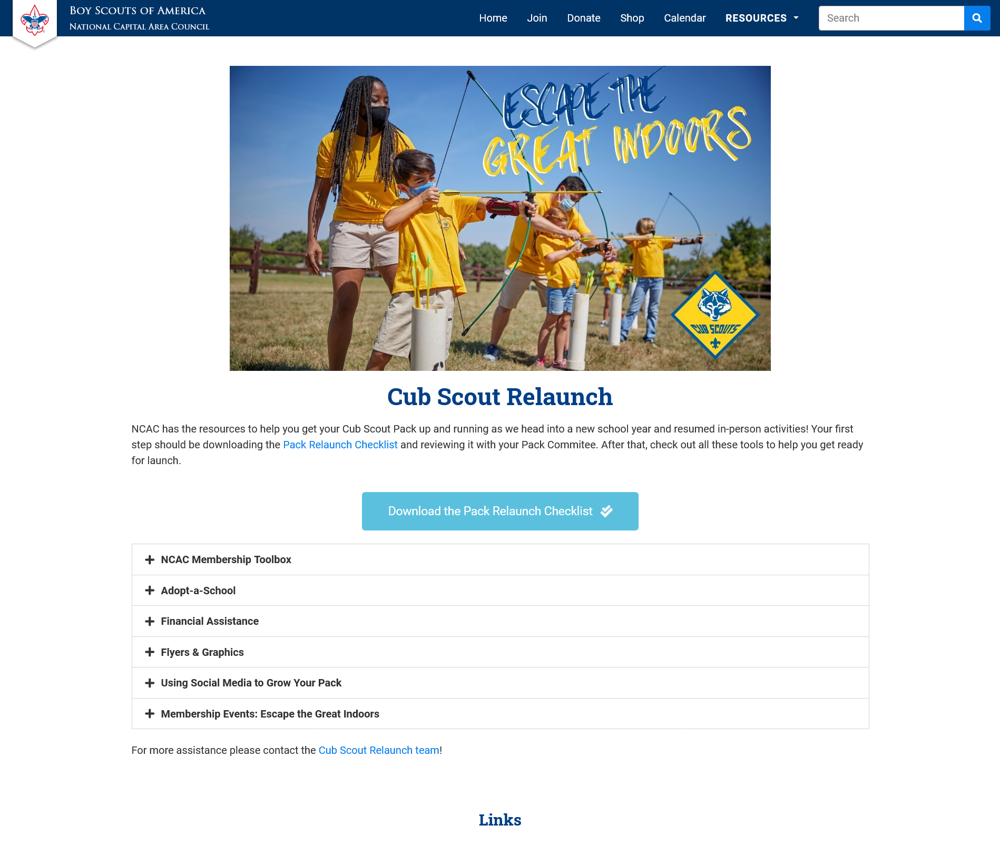 BOY SCOUTS OF AMERICA
NATIONAL CAPITAL AREA COUNCIL
Home Join Donate Shop Calendar RESOURCES Search
ESCAPE THE
GREAT INDOORS
CUB SCOUTS
Cub Scout Relaunch
NCAC has the resources to help you get your Cub Scout Pack up and running as we head into a new school year and resumed in-person activities! Your first
step should be downloading the Pack Relaunch Checklist and reviewing it with your Pack Commitee. After that, check out all these tools to help you get ready
for launch.
Download the Pack Relaunch Checklist
NCAC Membership Toolbox
Adopt-a-School
Financial Assistance
Flyers & Graphics
Using Social Media to Grow Your Pack
Membership Events: Escape the Great Indoors
For more assistance please contact the Cub Scout Relaunch team!
Links